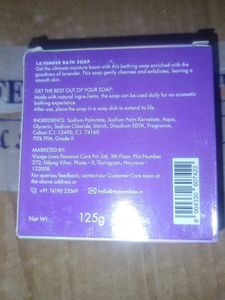 LAVENDER BATH SOAP
Get the ultimate moisture boost with this bathing soap enriched with the
goodness of lavender. This soap gently cleanses and exfoliates, leaving a
smooth skin.
GET THE BEST OUT OF YOUR SOAP:
Made with natural ingredients, the soap can be used daily for an aromatic
bathing experience.
After use, place the soap in a soap dish to extend its life.
INGREDIENTS: Sodium Palmitate, Sodium Palm Kernelate, Aqua,
Glycerin, Sodium Chloride, Starch, Disodium EDTA, Fragrance,
Colour C.I. 12490, C.I. 74160
70% TFM, Grade II
MARKETED BY:
Visage Lines Personal Care Pvt. Ltd. 5th Floor, Plot Number
272, Udyog Vihar, Phase - II, Gurugram, Haryana -
122008.
For queries/feedback, contact our Customer Care team at
the above address or
+91 74190 23569
Net Wt.
125g